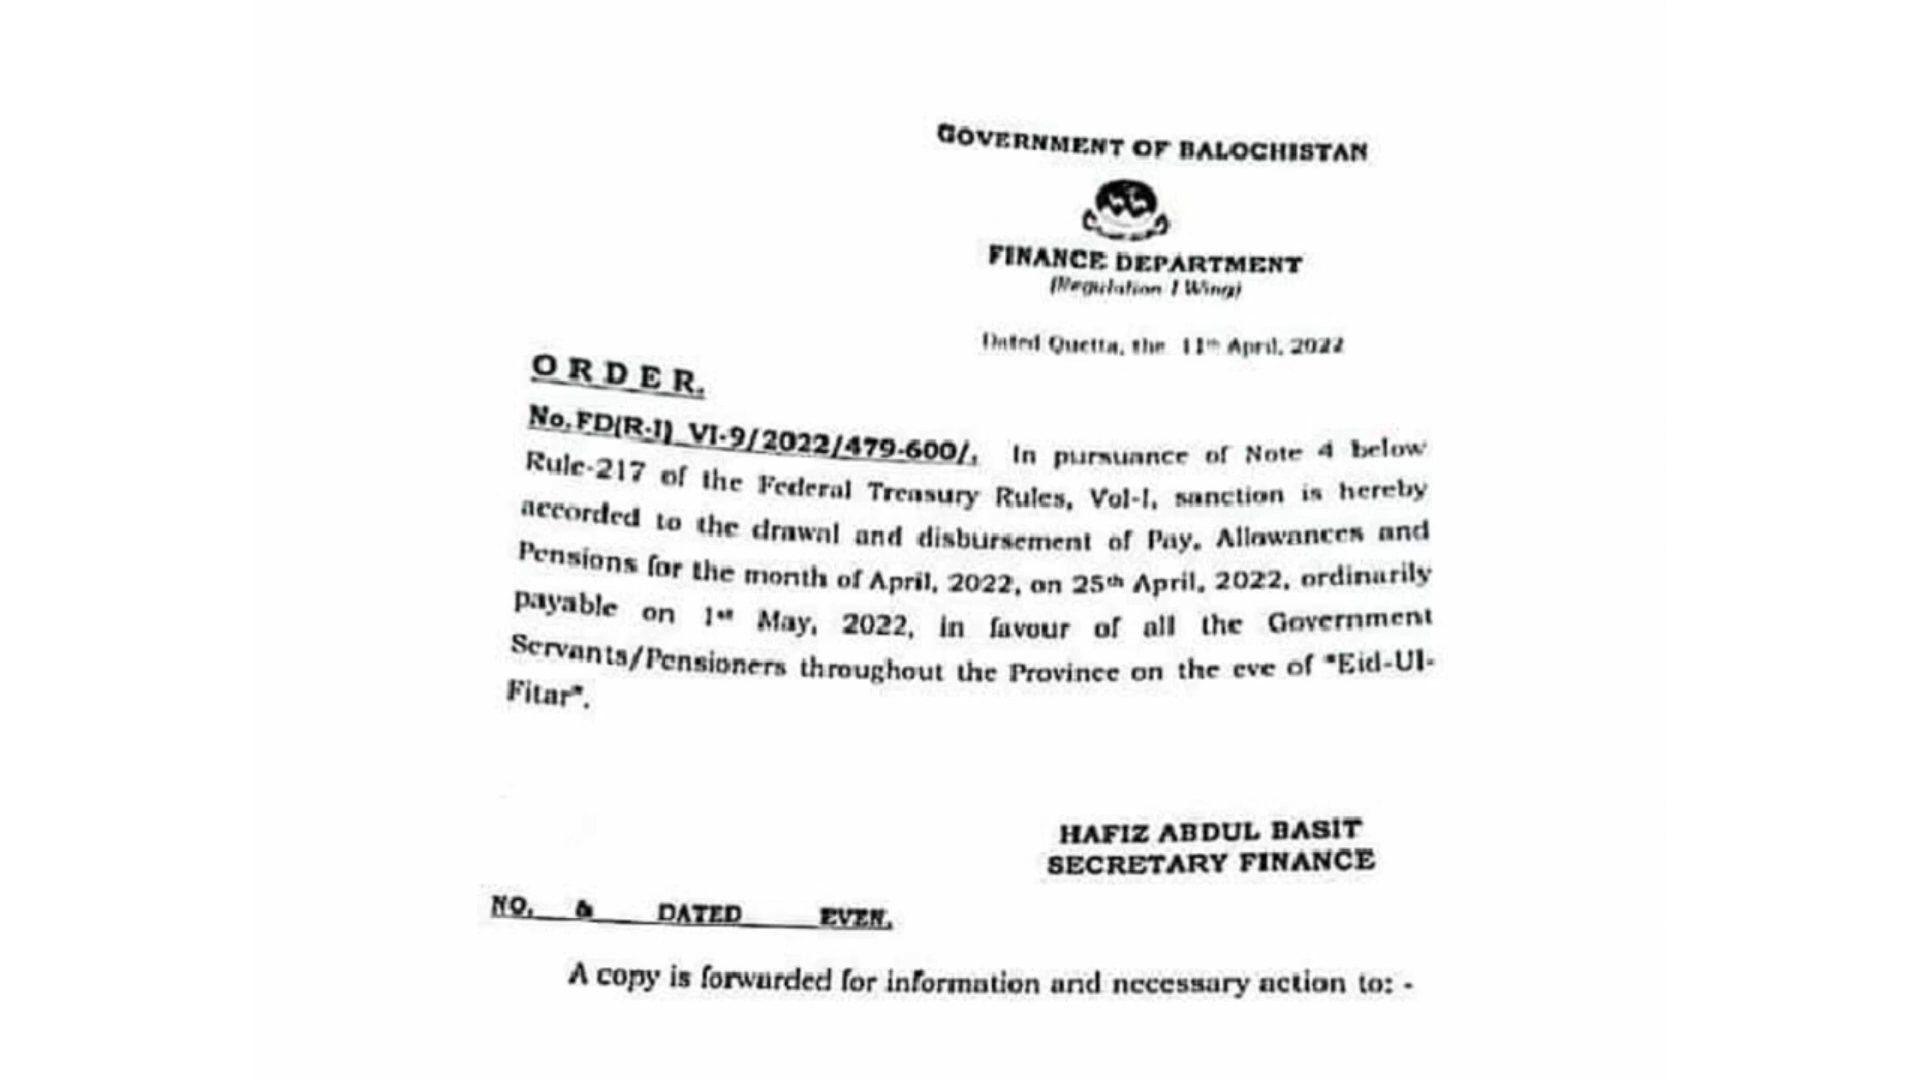 GOVERNMENT OF BALOCHISTAN
FINANCE DEPARTMENT
(Regulation I Wing)
Dated Quetta, the 11th April, 2022
ORDER.
No.FD(R-I) VI-9/2022/479-600/. In pursuance of Note 4 below
Rule-217 of the Federal Treasury Rules, Vol-I, sanction is hereby
accorded to the drawal and disbursement of Pay, Allowances and
Pensions for the month of April, 2022, on 25th April, 2022, ordinarily
payable on 1st May, 2022, in favour of all the Government
Servants/Pensioners throughout the Province on the eve of "Eid-Ul-
Fitar".
HAFIZ ABDUL BASIT
SECRETARY FINANCE
NO. & DATED EVEN.
A copy is forwarded for information and necessary action to: -